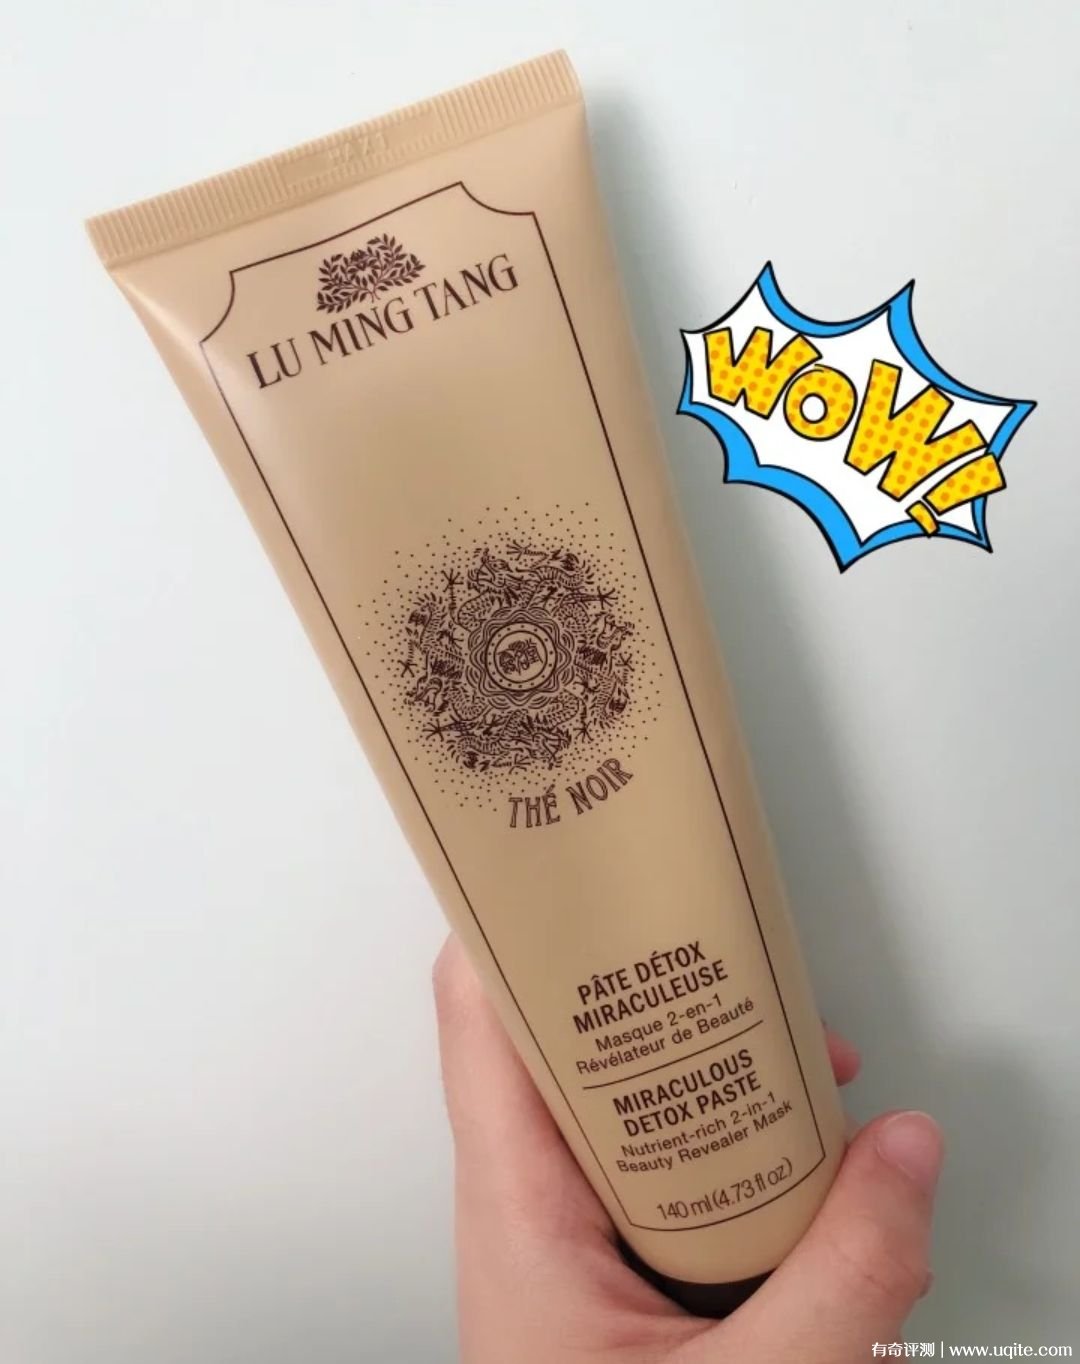 LU MING TANG
WOW!
THÉ NOIR
PÂTE DÉTOX
MIRACULEUSE
Masque 2-en-1
Révélateur de Beauté
MIRACULOUS
DETOX PASTE
Nutrient-rich 2-in-1
Beauty Revealer Mask
140 ml (4.73 fl oz)
有奇评测 | www.uqite.com